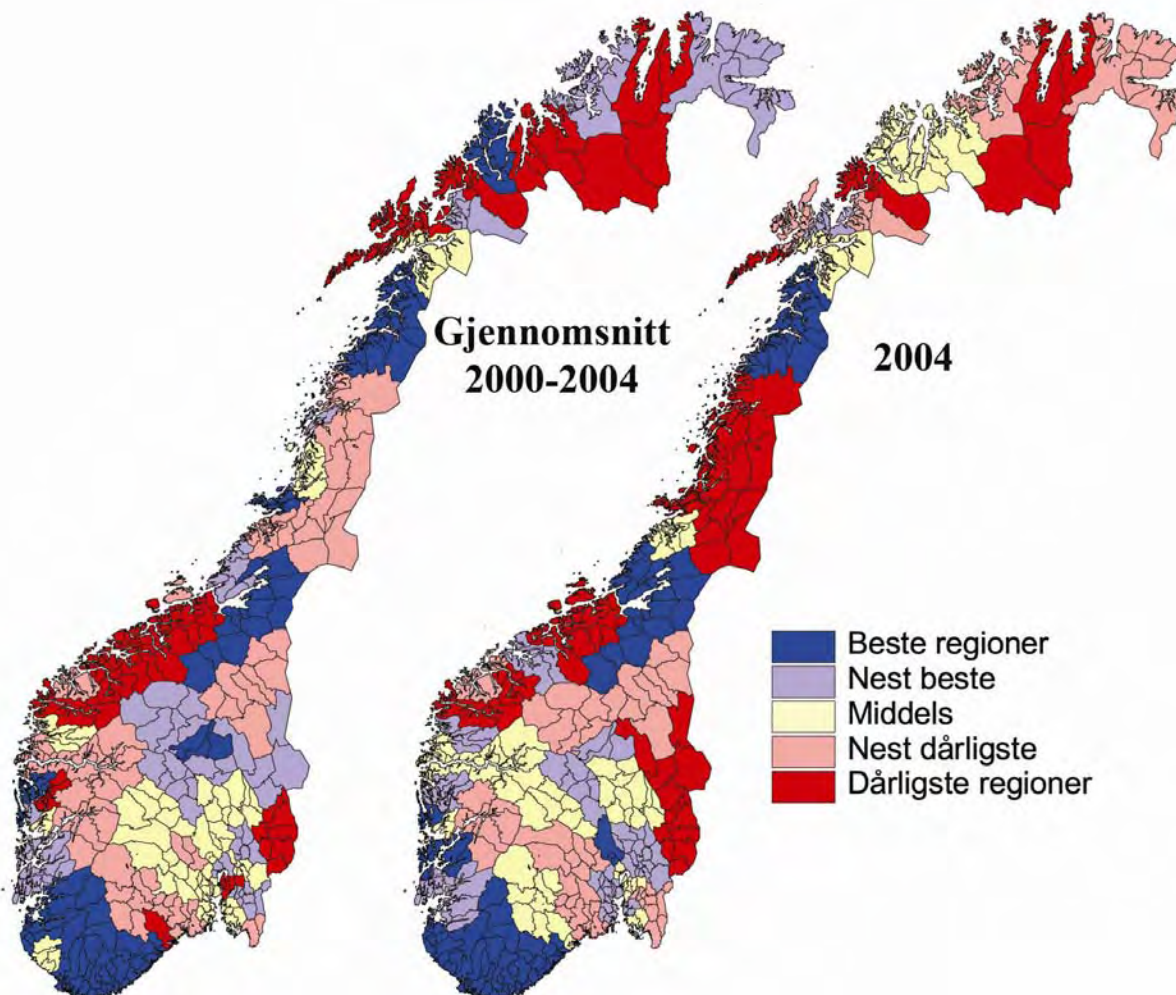 Gjennomsnitt
2000-2004
2004
Beste regioner
Nest beste
Middels
Nest dårligste
Dårligste regioner